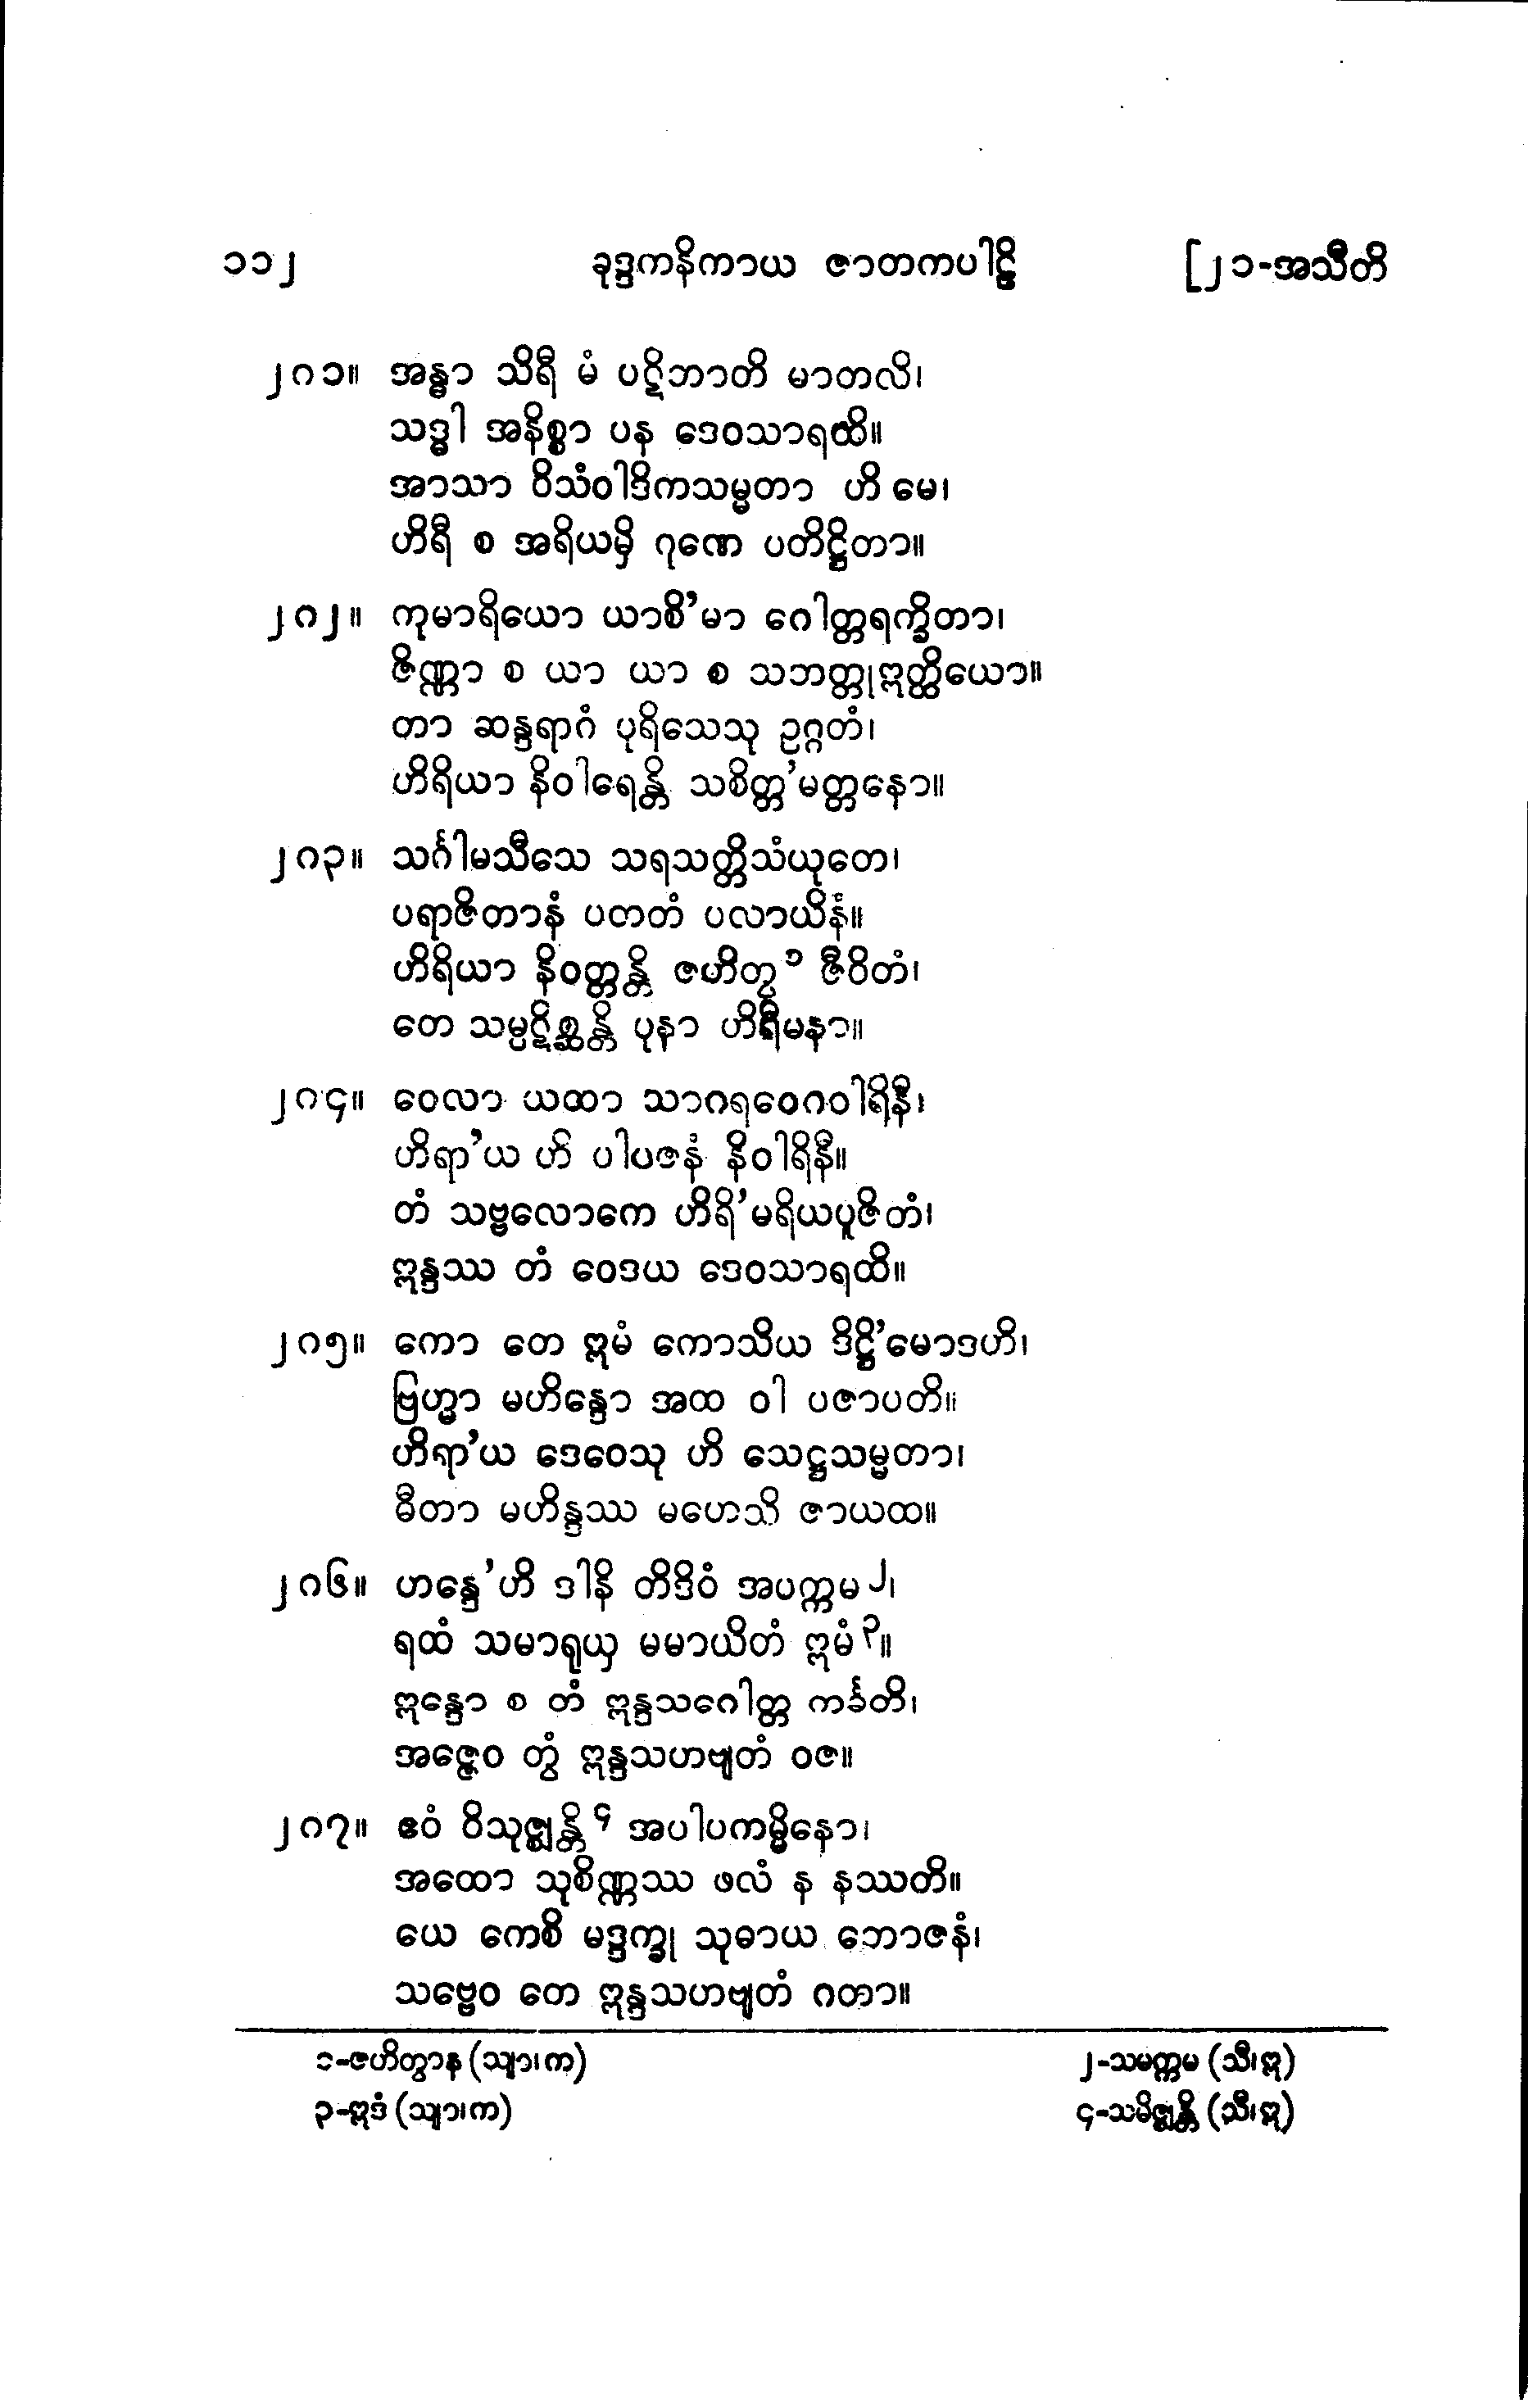 ၁၁၂ ခုဒ္ဒကနိကာယ ဇာတကပါဠိ [၂၁-အသီတိ
၂၈၁။ အန္ဓာ သိရီ မံ ပဋိဘာတိ မာတလိ၊
သဒ္ဓါ အနိစ္စာ ပန ဒေဝသာရထိ။
အာသာ ဝိသံဝါဒိကသမ္မတာ ဟိ မေ၊
ဟိရီ စ အရိယမှိ ဂုဏေ ပတိဋ္ဌိတာ။
၂၈၂။ ကုမာရိယော ယာစိ’မာ ဂေါတ္တရက္ခိတာ၊
ဇိဏ္ဏာ စ ယာ ယာ စ သဘတ္တုဣတ္ထိယော။
တာ ဆန္ဒရာဂံ ပုရိသေသု ဥဂ္ဂတံ၊
ဟိရိယာ နိဝါရေန္တိ သစိတ္တ’မတ္တနော။
၂၈၃။ သင်္ဂါမသီသေ သရသတ္တိသံယုတေ၊
ပရာဇိတာနံ ပတတံ ပလာယိနံ။
ဟိရိယာ နိဝတ္တန္တိ ဇဟိတွ ၁ ဇီဝိတံ၊
တေ သမ္ပဋိစ္ဆန္တိ ပုနာ ဟိရီမနာ။
၂၈၄။ ဝေလာ ယထာ သာဂရဝေဂဝါရိနီ၊
ဟိရာ’ယ ဟိ ပါပဇနံ နိဝါရိနီ။
တံ သဗ္ဗလောကေ ဟိရိ’မရိယပူဇိတံ၊
ဣန္ဒဿ တံ ဝေဒယ ဒေဝသာရထိ။
၂၈၅။ ကော တေ ဣမံ ကောသိယ ဒိဋ္ဌိ’မောဒဟိ၊
ဗြဟ္မာ မဟိန္ဒော အထ ဝါ ပဇာပတိ။
ဟိရာ’ယ ဒေဝေသု ဟိ သေဋ္ဌသမ္မတာ၊
ဓီတာ မဟိန္ဒဿ မဟေသိ ဇာယထ။
၂၈၆။ ဟန္ဒေ’ဟိ ဒါနိ တိဒိဝံ အပက္ကမ ၂၊
ရထံ သမာရုယှ မမာယိတံ ဣမံ ၃။
ဣန္ဒော စ တံ ဣန္ဒသဂေါတ္တ ကင်္ခတိ၊
အဇ္ဇေဝ တွံ ဣန္ဒသဟဗျတံ ဝဇ။
၂၈၇။ ဧဝံ ဝိသုဇ္ဈန္တိ ၄ အပါပကမ္မိနော၊
အထော သုစိဏ္ဏဿ ဖလံ န နဿတိ။
ယေ ကေစိ မဒ္ဒက္ခု သုဓာယ ဘောဇနံ၊
သဗ္ဗေဝ တေ ဣန္ဒသဟဗျတံ ဂတာ။
၁-ဇဟိတွာန (သျာ၊က) ၂-သမက္ကမ (သီ၊ဣ)
၃-ဣဒံ (သျာ၊က) ၄-သမိဇ္ဈန္တိ (သီ၊ဣ)